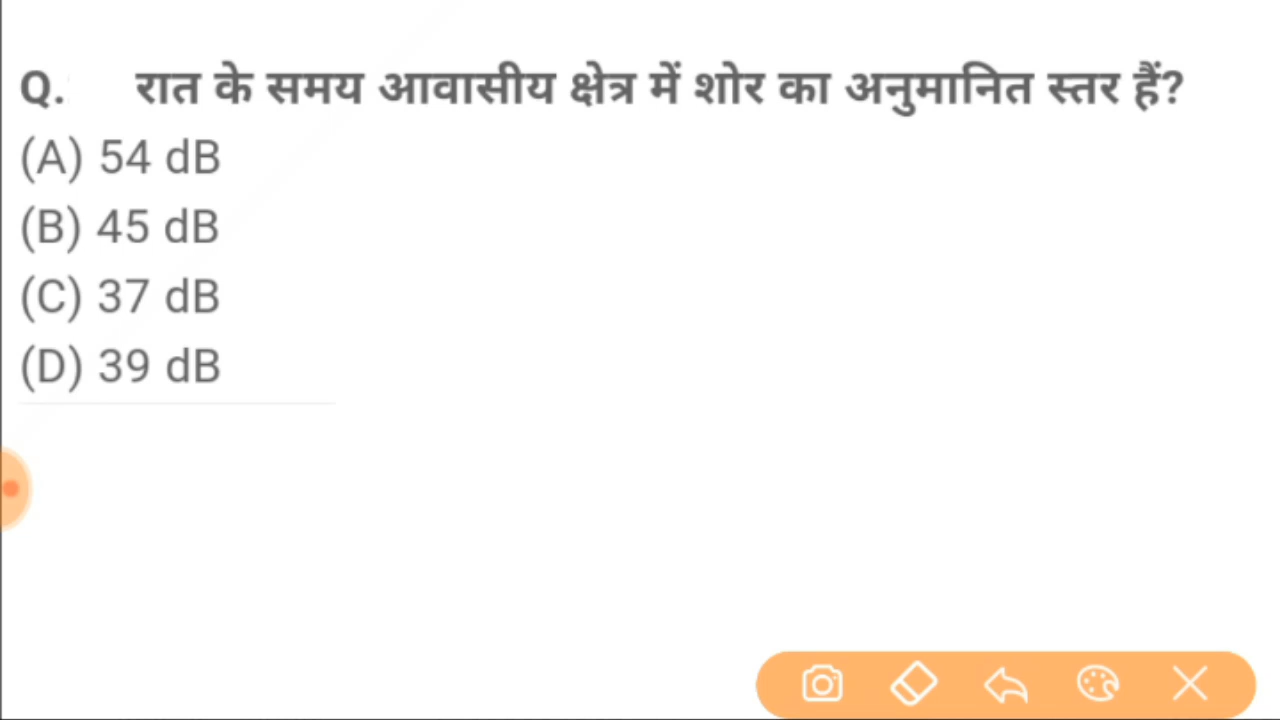 Q. रात के समय आवासीय क्षेत्र में शोर का अनुमानित स्तर हैं?
(A) 54 dB
(B) 45 dB
(C) 37 dB
(D) 39 dB